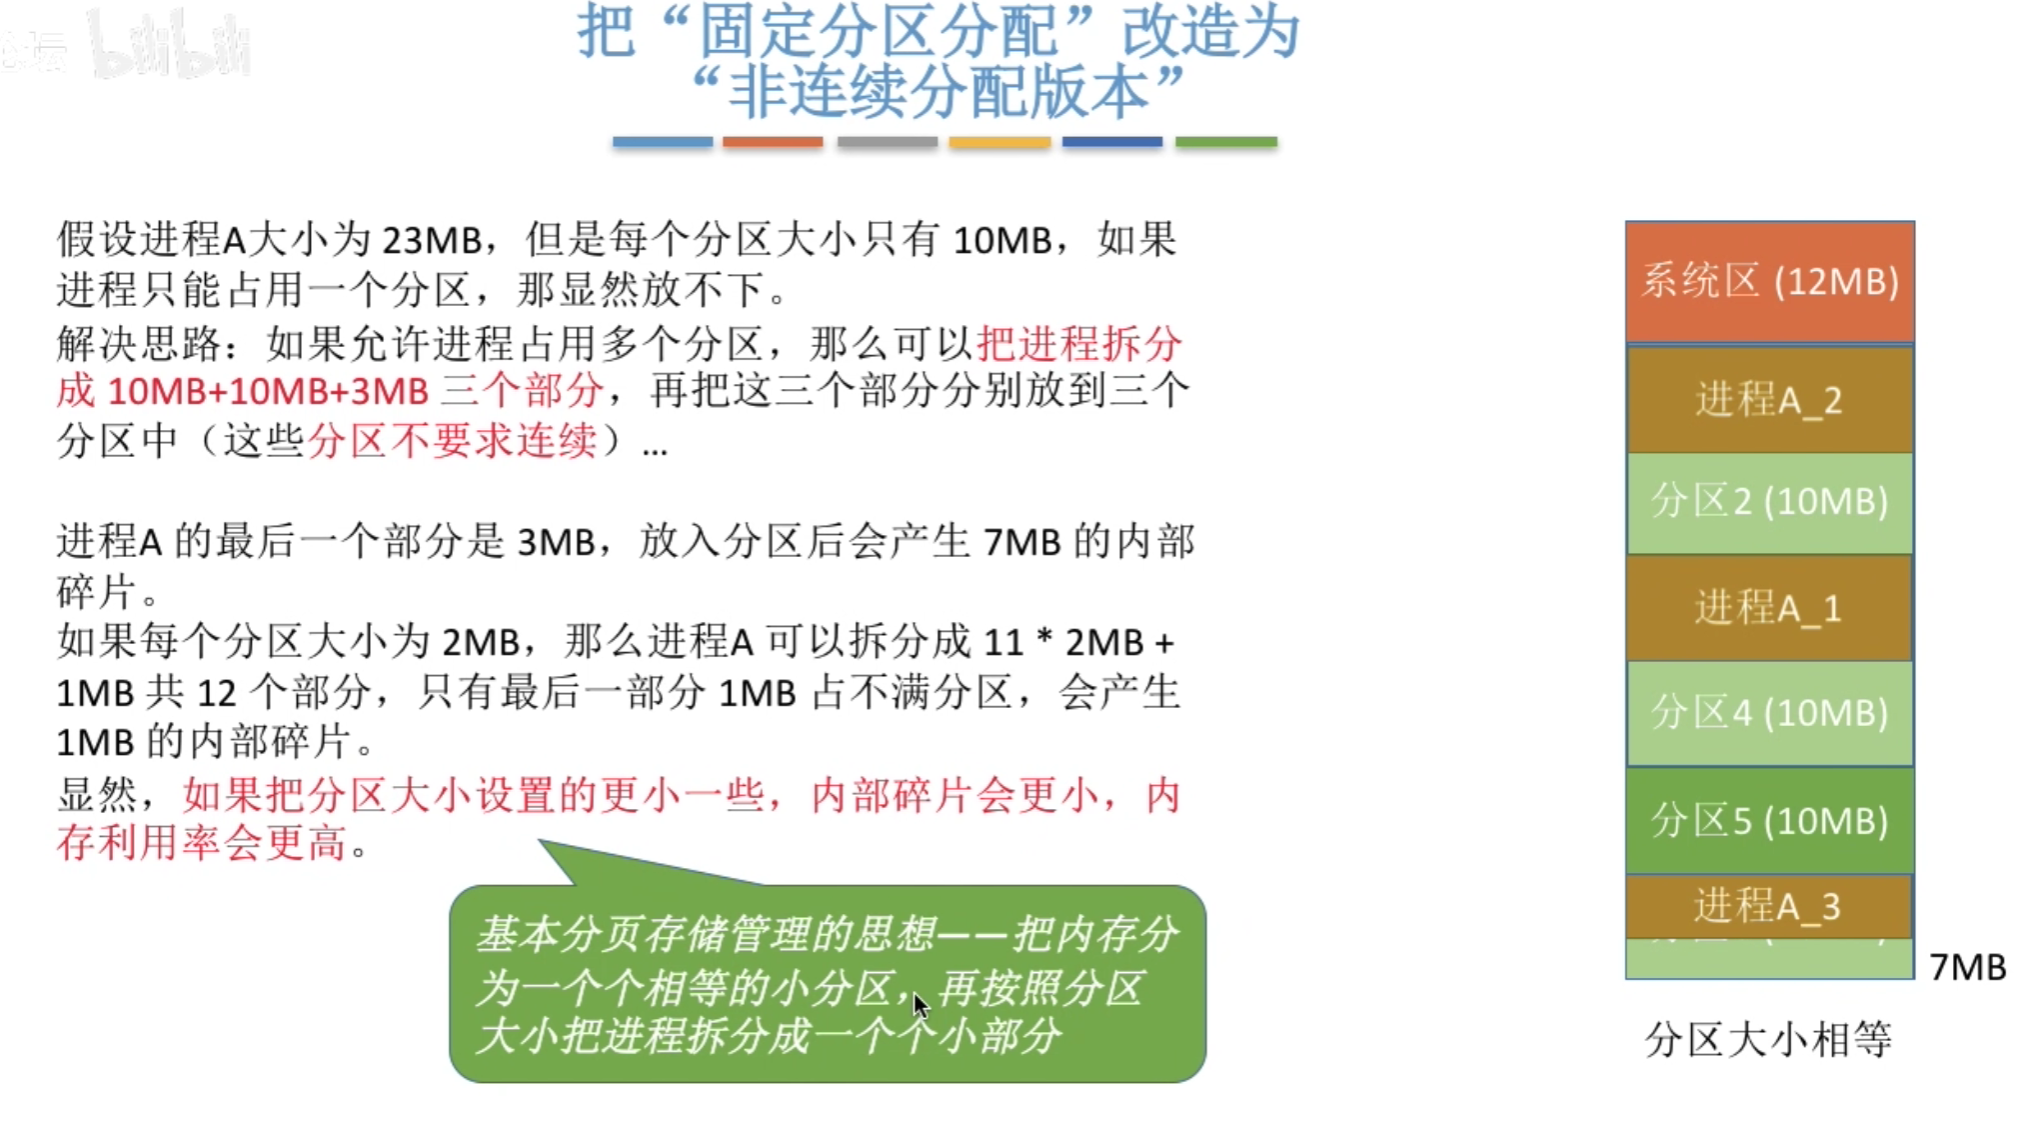 坛 bilibili
把“固定分区分配”改造为
“非连续分配版本”
假设进程A大小为 23MB，但是每个分区大小只有 10MB，如果
进程只能占用一个分区，那显然放不下。
解决思路：如果允许进程占用多个分区，那么可以把进程拆分
成 10MB+10MB+3MB 三个部分，再把这三个部分分别放到三个
分区中（这些分区不要求连续）...
进程A 的最后一个部分是 3MB，放入分区后会产生 7MB 的内部
碎片。
如果每个分区大小为 2MB，那么进程A 可以拆分成 11 * 2MB +
1MB 共 12 个部分，只有最后一部分 1MB 占不满分区，会产生
1MB 的内部碎片。
显然，如果把分区大小设置的更小一些，内部碎片会更小，内
存利用率会更高。
基本分页存储管理的思想——把内存分
为一个个相等的小分区，再按照分区
大小把进程拆分成一个个小部分
系统区 (12MB)
进程A_2
分区2 (10MB)
进程A_1
分区4 (10MB)
分区5 (10MB)
进程A_3
7MB
分区大小相等